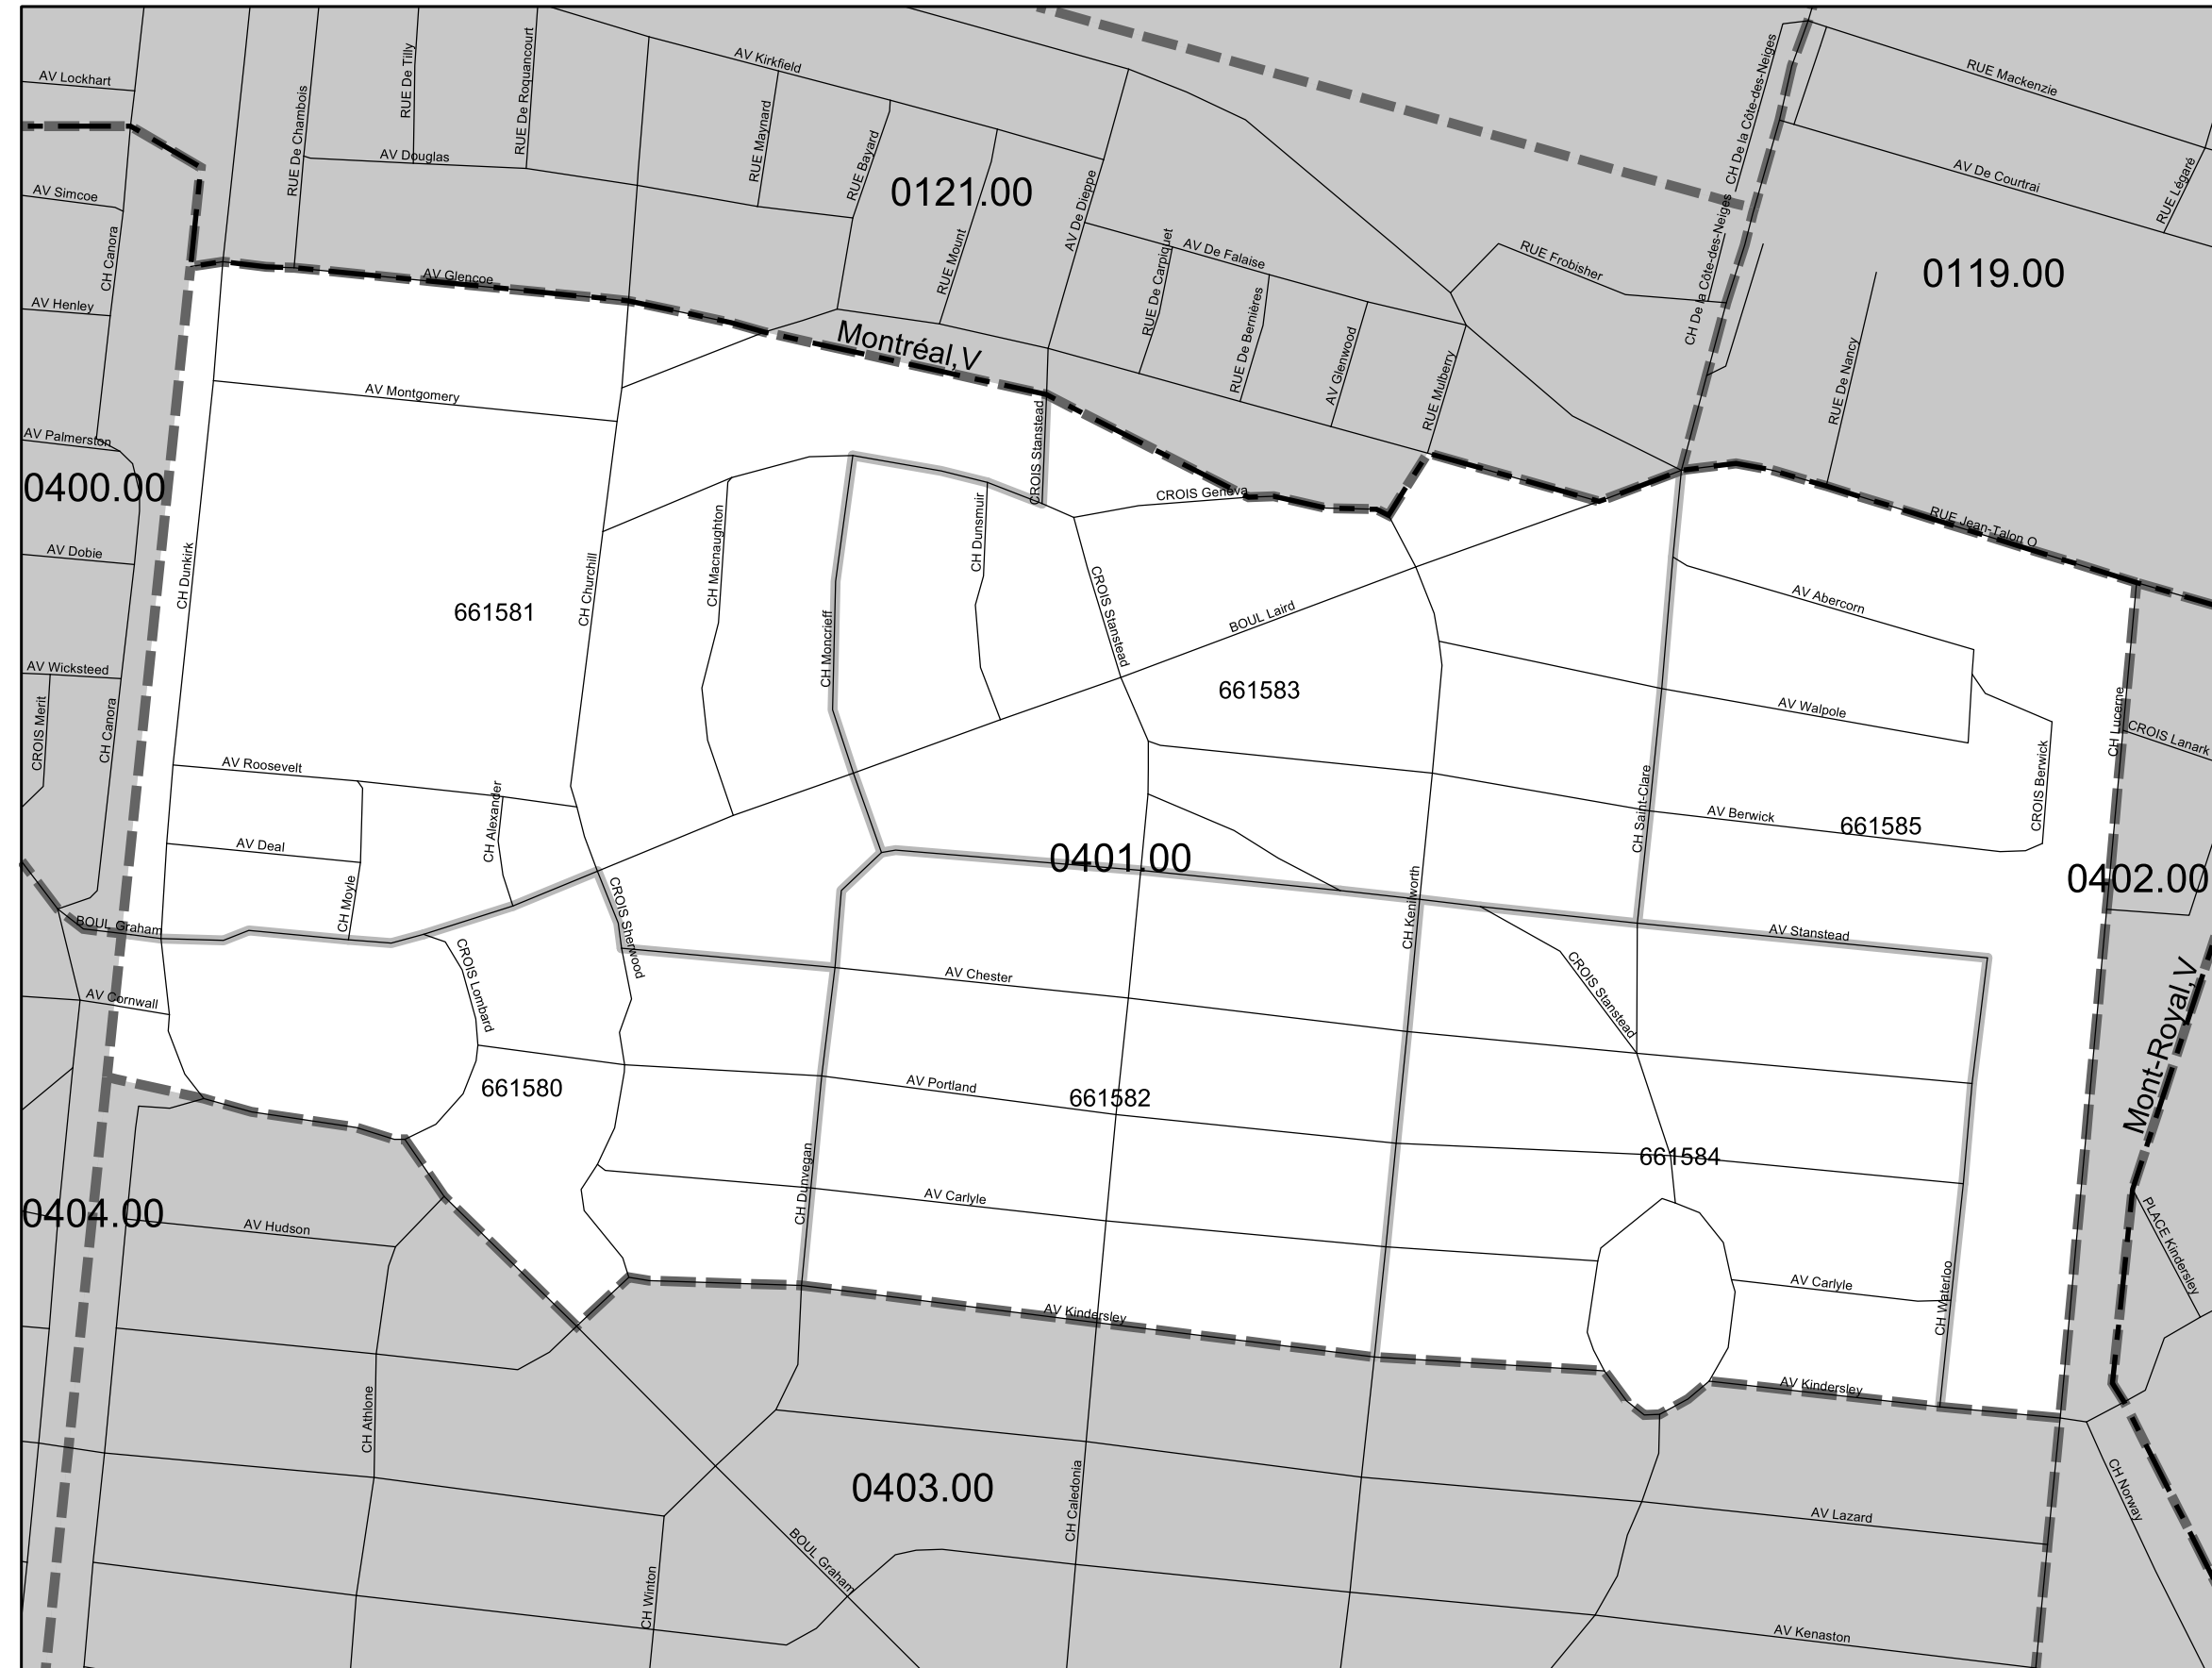 AV Lockhart
RUE De Chambois
RUE De Tilly
RUE De Roquancourt
AV Kirkfield
RUE Maynard
RUE Bayard
AV Douglas
0121.00
RUE Mount
AV De Dieppe
RUE De Carpiquet
AV De Falaise
RUE De Bernières
AV Glenwood
RUE Mulberry
RUE Frobisher
CH De la Côte-des-Neiges
CH De la Côte-des-Neiges
CH De la Côte-des-Neiges
RUE Mackenzie
AV De Courtrai
RUE Légaré
0119.00
RUE De Nancy
AV Simcoe
CH Canora
AV Henley
AV Glencoe
Montréal,V
AV Montgomery
CROIS Stanstead
AV Palmerston
0400.00
CROIS Geneva
RUE Jean-Talon O
AV Dobie
CH Dunkirk
661581
CH Churchill
CH Macnaughton
CH Moncrieff
CH Dunsmuir
CROIS Stanstead
BOUL Laird
661583
AV Abercorn
AV Walpole
AV Wicksteed
CROIS Merit
CH Canora
CH Lucerne
CROIS Lanark
CROIS Berwick
AV Roosevelt
CH Alexander
AV Deal
CH Moyle
CH Saint-Clare
AV Berwick
661585
0401.00
0402.00
BOUL Graham
CROIS Sherwood
CROIS Lombard
CH Kenilworth
AV Stanstead
AV Chester
CROIS Stanstead
AV Cornwall
Mont-Royal,V
661580
AV Portland
661582
661584
CH Dunvegan
AV Carlyle
0404.00
AV Hudson
AV Carlyle
CH Waterloo
PLACE Kindersley
AV Kindersley
AV Kindersley
CH Athlone
0403.00
CH Caledonia
AV Lazard
CH Norway
BOUL Graham
CH Winton
AV Kenaston